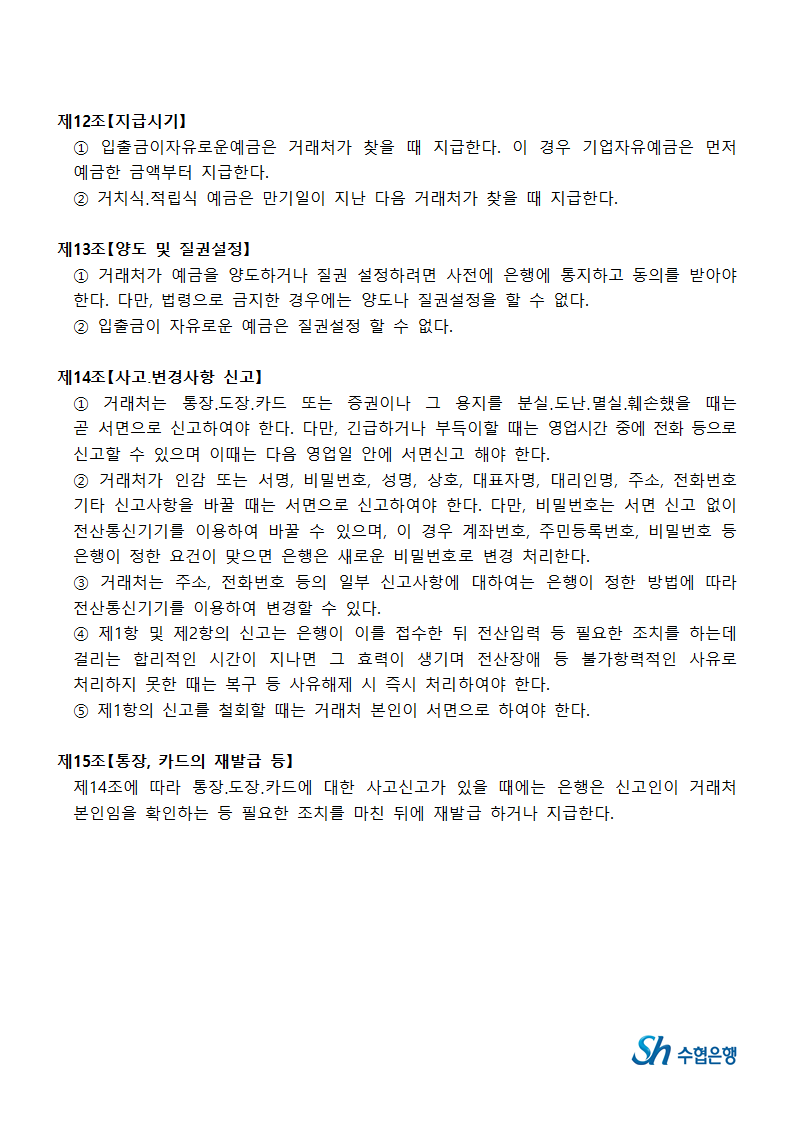 제12조【지급시기】
① 입출금이자유로운예금은 거래처가 찾을 때 지급한다. 이 경우 기업자유예금은 먼저
예금한 금액부터 지급한다.
② 거치식.적립식 예금은 만기일이 지난 다음 거래처가 찾을 때 지급한다.
제13조【양도 및 질권설정】
① 거래처가 예금을 양도하거나 질권 설정하려면 사전에 은행에 통지하고 동의를 받아야
한다. 다만, 법령으로 금지한 경우에는 양도나 질권설정을 할 수 없다.
② 입출금이 자유로운 예금은 질권설정 할 수 없다.
제14조【사고.변경사항 신고】
① 거래처는 통장.도장.카드 또는 증권이나 그 용지를 분실.도난.멸실.훼손했을 때는
곧 서면으로 신고하여야 한다. 다만, 긴급하거나 부득이할 때는 영업시간 중에 전화 등으로
신고할 수 있으며 이때는 다음 영업일 안에 서면신고 해야 한다.
② 거래처가 인감 또는 서명, 비밀번호, 성명, 상호, 대표자명, 대리인명, 주소, 전화번호
기타 신고사항을 바꿀 때는 서면으로 신고하여야 한다. 다만, 비밀번호는 서면 신고 없이
전산통신기기를 이용하여 바꿀 수 있으며, 이 경우 계좌번호, 주민등록번호, 비밀번호 등
은행이 정한 요건이 맞으면 은행은 새로운 비밀번호로 변경 처리한다.
③ 거래처는 주소, 전화번호 등의 일부 신고사항에 대하여는 은행이 정한 방법에 따라
전산통신기기를 이용하여 변경할 수 있다.
④ 제1항 및 제2항의 신고는 은행이 이를 접수한 뒤 전산입력 등 필요한 조치를 하는데
걸리는 합리적인 시간이 지나면 그 효력이 생기며 전산장애 등 불가항력적인 사유로
처리하지 못한 때는 복구 등 사유해제 시 즉시 처리하여야 한다.
⑤ 제1항의 신고를 철회할 때는 거래처 본인이 서면으로 하여야 한다.
제15조【통장, 카드의 재발급 등】
제14조에 따라 통장.도장.카드에 대한 사고신고가 있을 때에는 은행은 신고인이 거래처
본인임을 확인하는 등 필요한 조치를 마친 뒤에 재발급 하거나 지급한다.
Sh 수협은행